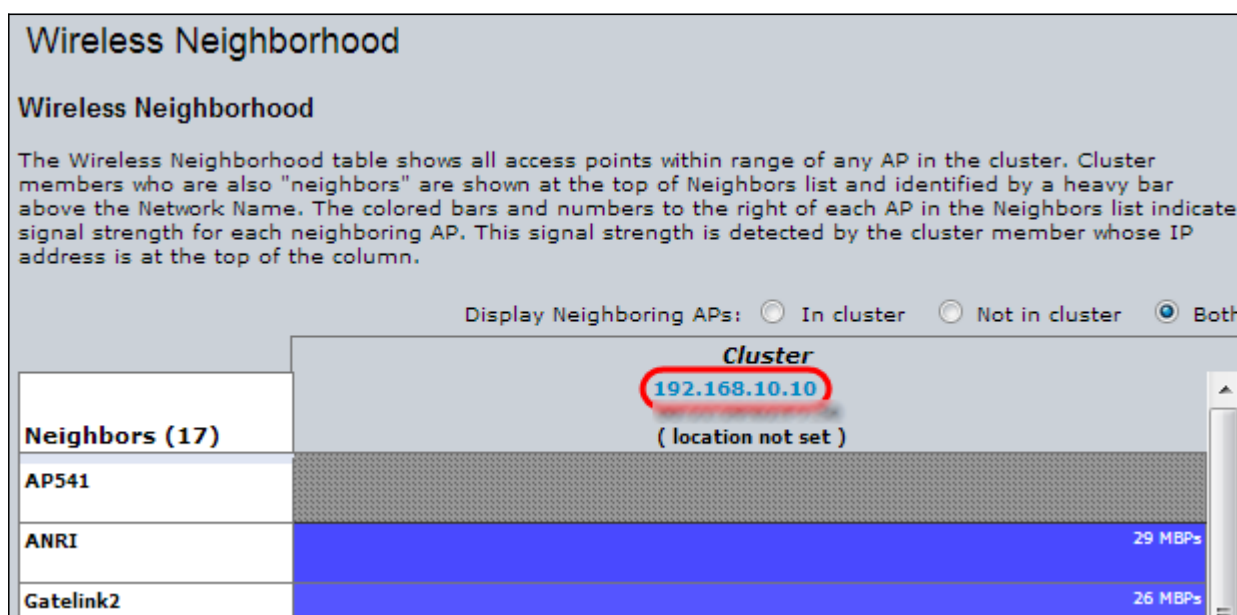 Wireless Neighborhood
Wireless Neighborhood
The Wireless Neighborhood table shows all access points within range of any AP in the cluster. Cluster
members who are also "neighbors" are shown at the top of Neighbors list and identified by a heavy bar
above the Network Name. The colored bars and numbers to the right of each AP in the Neighbors list indicate
signal strength for each neighboring AP. This signal strength is detected by the cluster member whose IP
address is at the top of the column.
Display Neighboring APs: In cluster Not in cluster Both
Cluster
192.168.10.10
Neighbors (17)
( location not set )
AP541
ANRI
29 MBPs
Gatelink2
26 MBPs